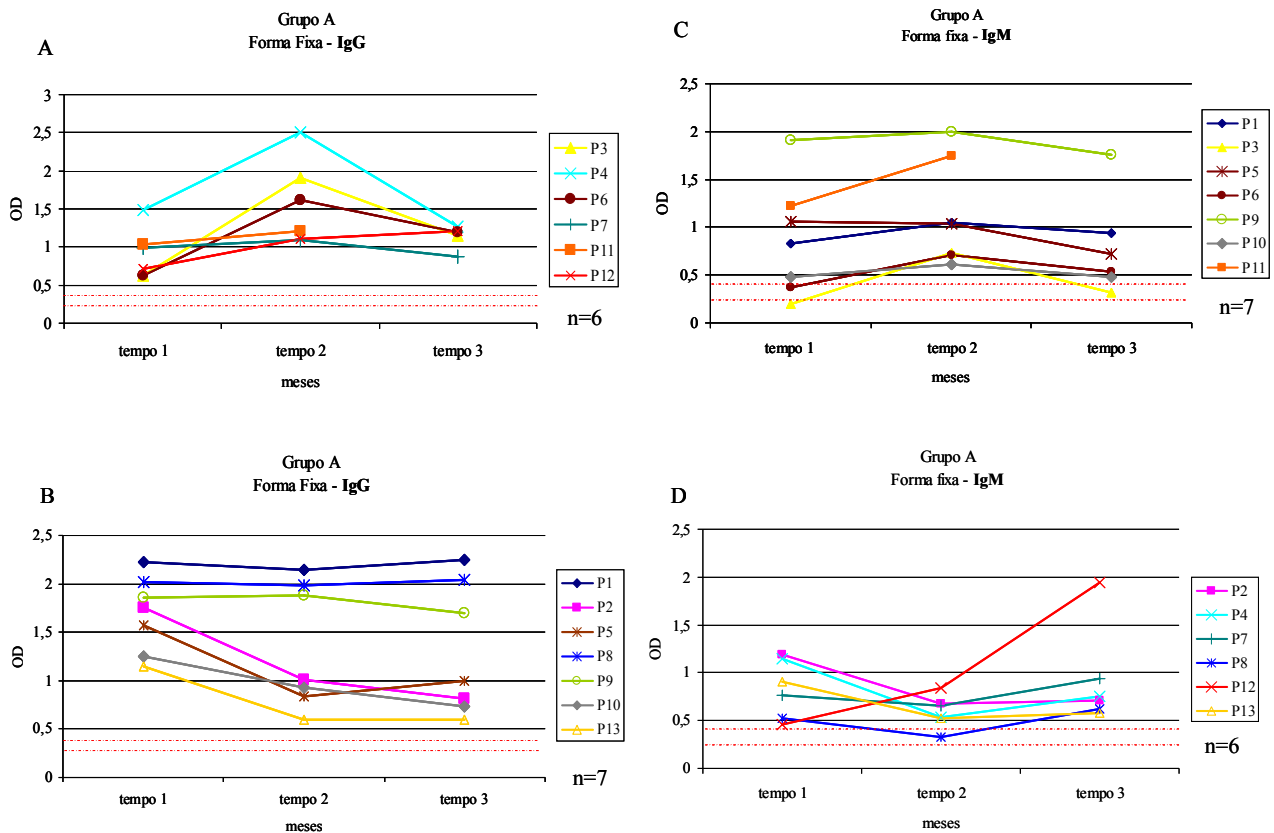 A
Grupo A
Forma Fixa - IgG
OD
3
2,5
2
1,5
1
0,5
0
tempo 1
tempo 2
tempo 3
meses
P3
P4
P6
P7
P11
P12
n=6
C
Grupo A
Forma fixa - IgM
OD
2,5
2
1,5
1
0,5
0
tempo 1
tempo 2
tempo 3
meses
P1
P3
P5
P6
P9
P10
P11
n=7
B
Grupo A
Forma Fixa - IgG
OD
2,5
2
1,5
1
0,5
0
tempo 1
tempo 2
tempo 3
meses
P1
P2
P5
P8
P9
P10
P13
n=7
D
Grupo A
Forma fixa - IgM
OD
2,5
2
1,5
1
0,5
0
tempo 1
tempo 2
tempo 3
meses
P2
P4
P7
P8
P12
P13
n=6